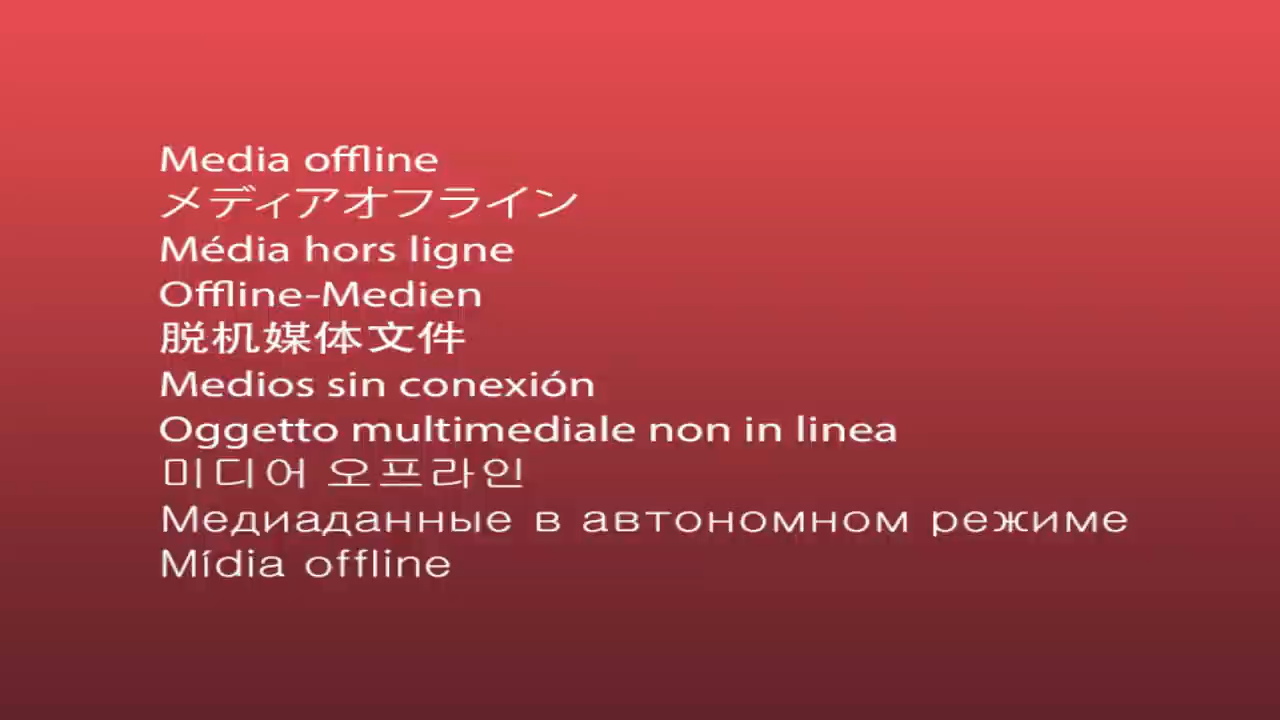 Media offline
メディアオフライン
Média hors ligne
Offline-Medien
脱机媒体文件
Medios sin conexión
Oggetto multimediale non in linea
미디어 오프라인
Медиаданные в автономном режиме
Mídia offline